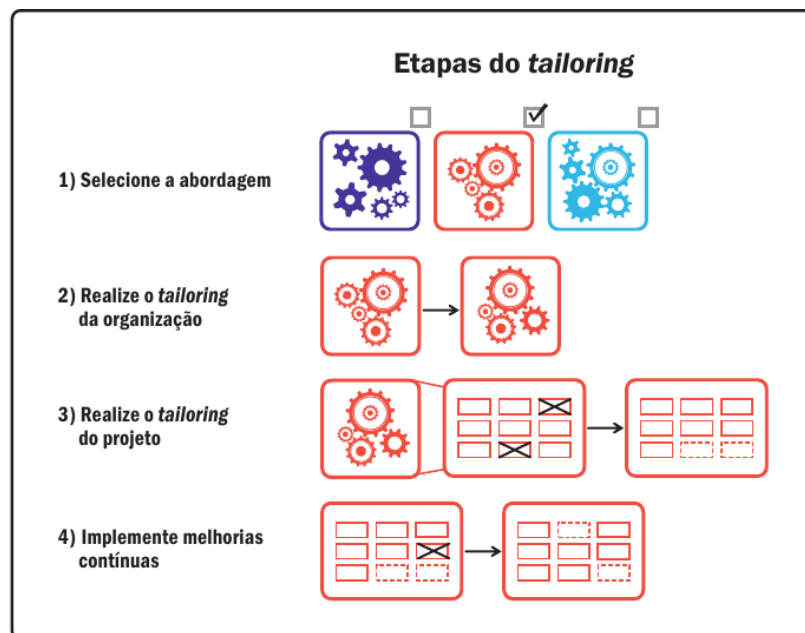 Etapas do tailoring
1) Selecione a abordagem
2) Realize o tailoring
da organização
3) Realize o tailoring
do projeto
4) Implemente melhorias
contínuas